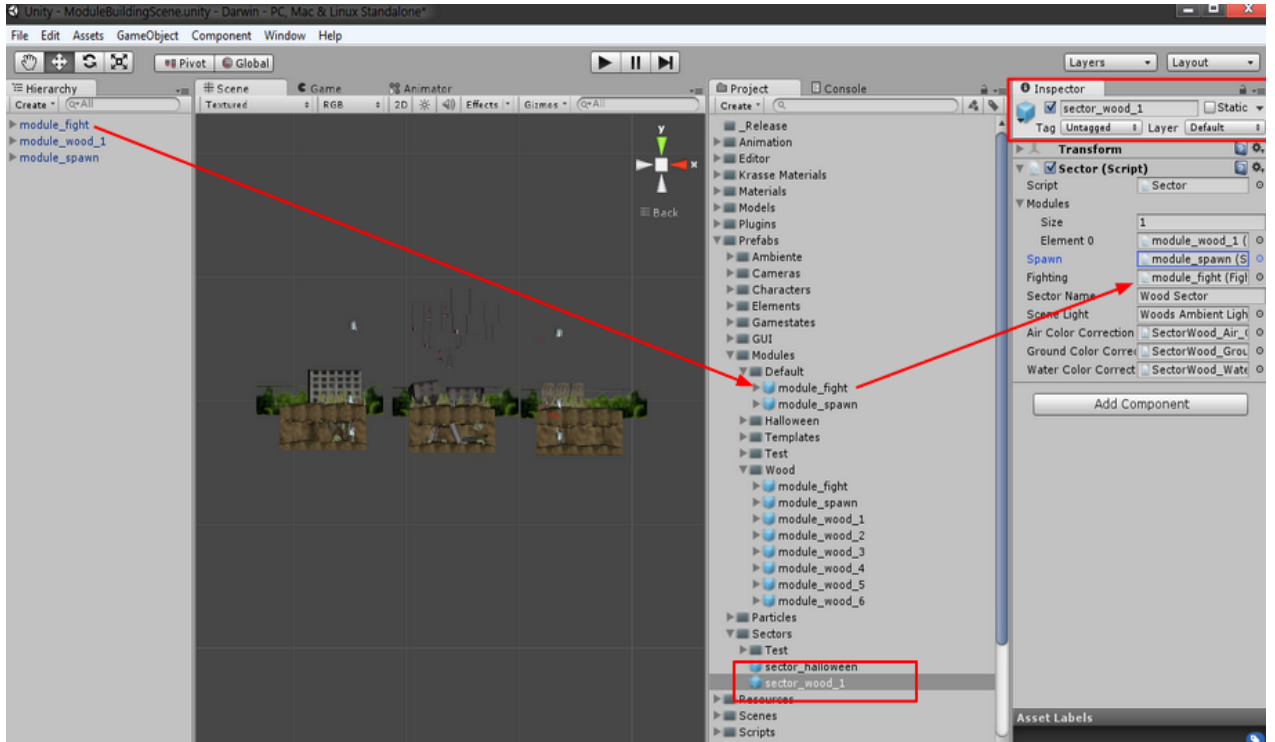 Unity - ModuleBuildingScene.unity - Darwin - PC, Mac & Linux Standalone*
File Edit Assets GameObject Component Window Help
Pivot Global
Layers Layout
Hierarchy
Create All
module_fight
module_wood_1
module_spawn
Scene Game Animator
Textured RGB 2D Effects Gizmos All
y
x
Back
Project Console
Create
_Release
Animation
Editor
Krasse Materials
Materials
Models
Plugins
Prefabs
Ambiente
Cameras
Characters
Elements
Gamestates
GUI
Modules
Default
module_fight
module_spawn
Halloween
Templates
Test
Wood
module_fight
module_spawn
module_wood_1
module_wood_2
module_wood_3
module_wood_4
module_wood_5
module_wood_6
Particles
Sectors
Test
sector_halloween
sector_wood_1
Resources
Scenes
Scripts
Inspector
sector_wood_1 Static
Tag Untagged Layer Default
Transform
Sector (Script)
Script Sector
Modules
Size 1
Element 0 module_wood_1 (
Spawn module_spawn (S
Fighting module_fight (Figh
Sector Name Wood Sector
Scene Light Woods Ambient Ligh
Air Color Correction SectorWood_Air_
Ground Color Corre SectorWood_Grou
Water Color Correct SectorWood_Wate
Add Component
Asset Labels